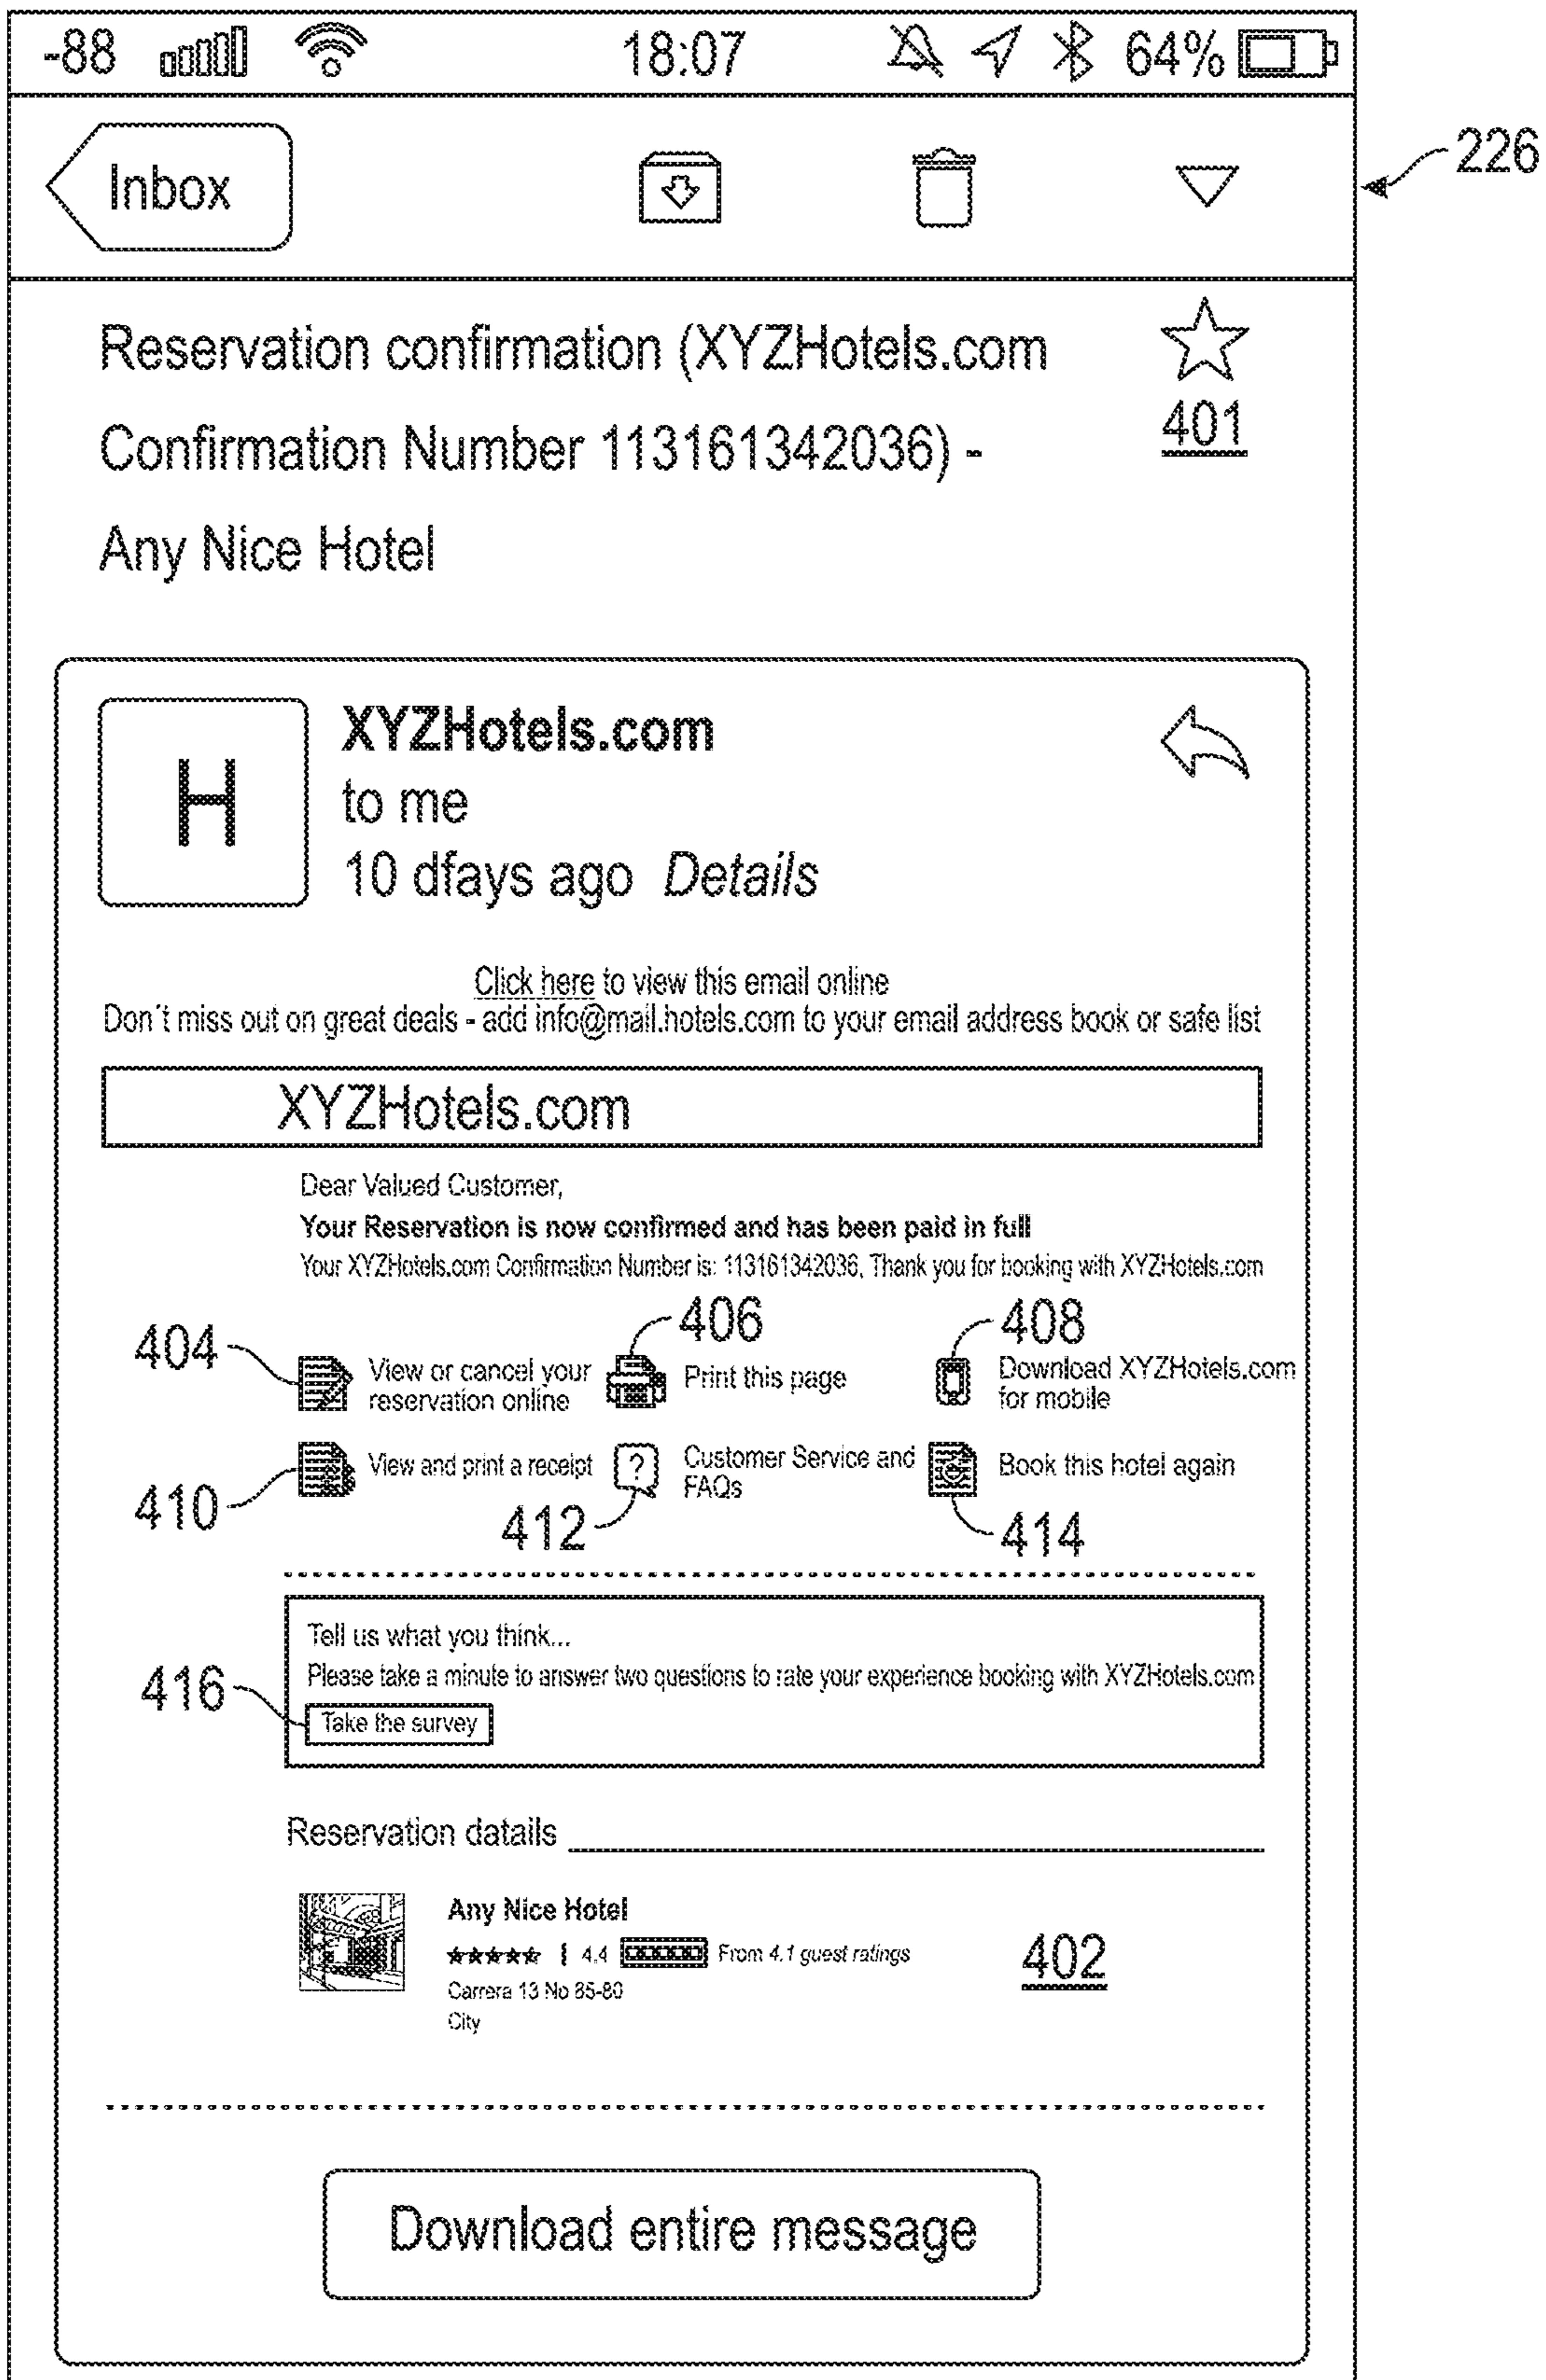 -88 18:07 64%
Inbox
226
Reservation confirmation (XYZHotels.com
401
Confirmation Number 113161342036) -
Any Nice Hotel
H
XYZHotels.com
to me
10 dfays ago Details
Click here to view this email online
Don´t miss out on great deals - add info@mail.hotels.com to your email address book or safe list
XYZHotels.com
Dear Valued Customer,
Your Reservation is now confirmed and has been paid in full
Your XYZHotels.com Confirmation Number is: 113161342036, Thank you for booking with XYZHotels.com
404 406 408
View or cancel your
reservation online
Print this page
Download XYZHotels.com
for mobile
View and print a receipt
?
Customer Service and
FAQs
Book this hotel again
410 412 414
Tell us what you think...
Please take a minute to answer two questions to rate your experience booking with XYZHotels.com
416
Take the survey
Reservation datails
Any Nice Hotel
4.4 From 4.1 guest ratings
402
Carrera 13 No 85-80
City
Download entire message